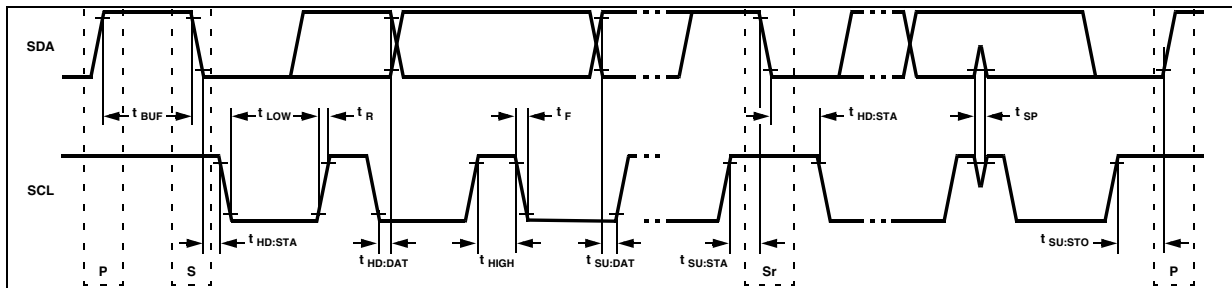 SDA
t BUF
t LOW
t R
t F
t HD:STA
t SP
SCL
t HD:STA
t HD:DAT
t HIGH
t SU:DAT
t SU:STA
t SU:STO
P
S
Sr
P